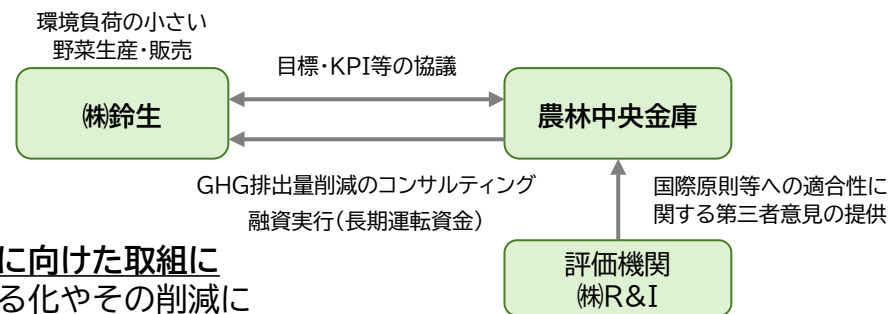 環境負荷の小さい
野菜生産・販売
目標・KPI等の協議
㈱鈴生
農林中央金庫
GHG排出量削減のコンサルティング
融資実行(長期運転資金)
国際原則等への適合性に
関する第三者意見の提供
に向けた取組に
る化やその削減に
評価機関
㈱R&I